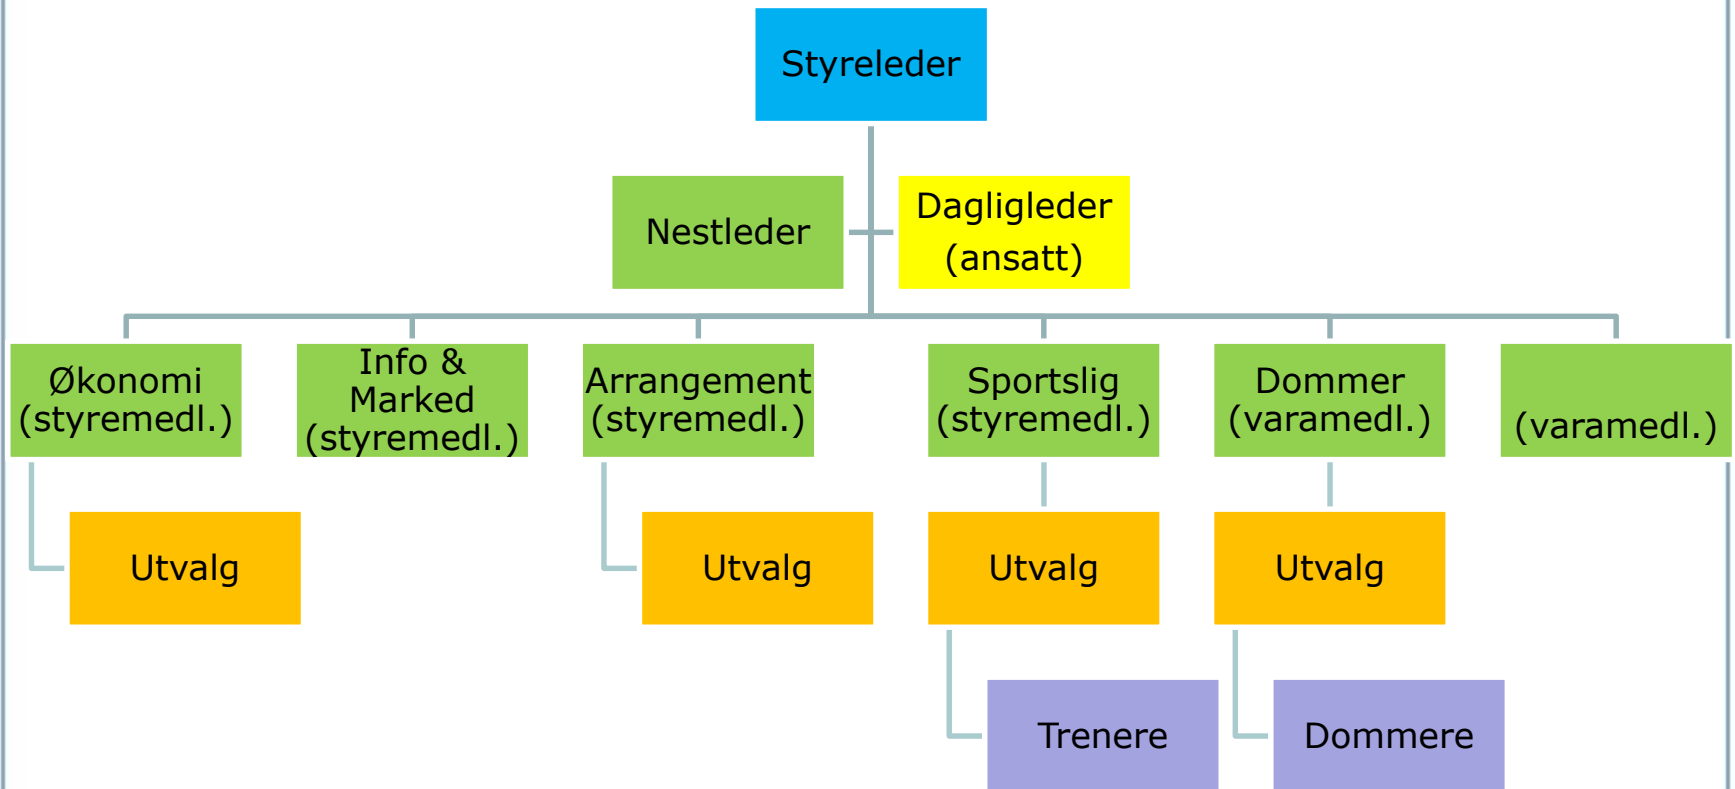 Styreleder
Nestleder
Dagligleder
(ansatt)
Økonomi
(styremedl.)
Info &
Marked
(styremedl.)
Arrangement
(styremedl.)
Sportslig
(styremedl.)
Dommer
(varamedl.)
(varamedl.)
Utvalg
Utvalg
Utvalg
Utvalg
Trenere
Dommere